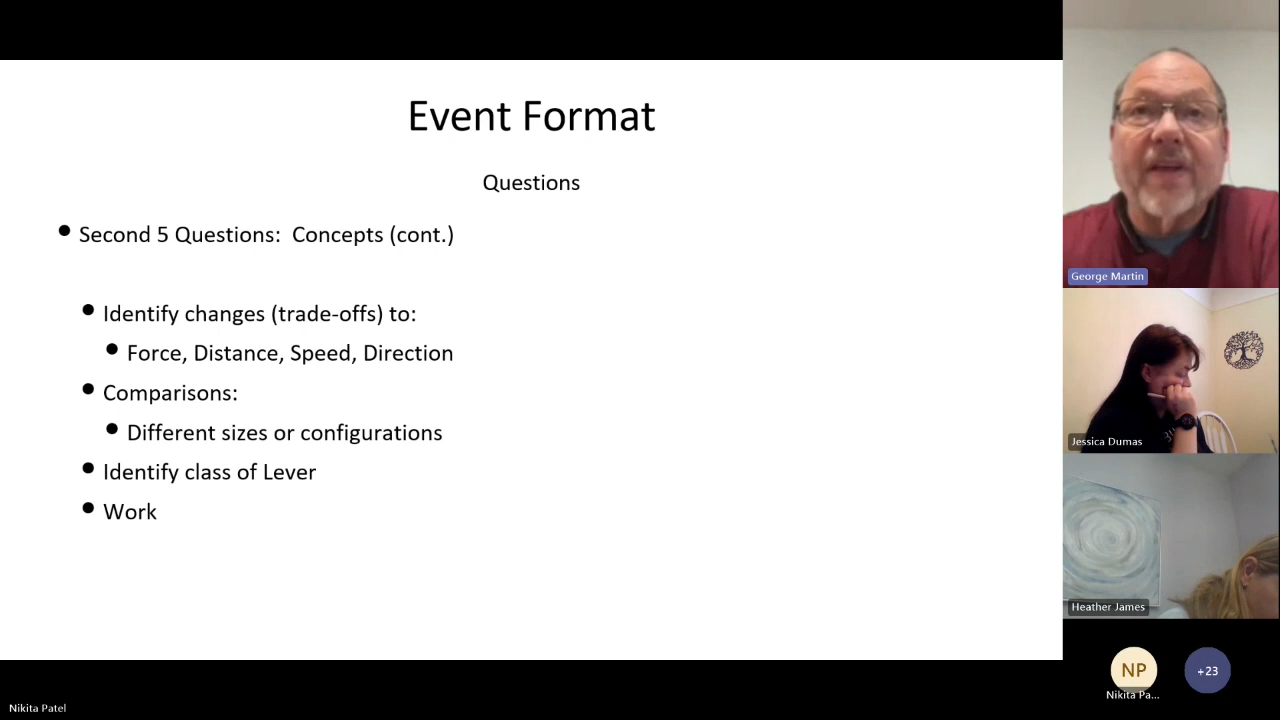 Event Format
Questions
Second 5 Questions:  Concepts (cont.)
Identify changes (trade-offs) to:
Force, Distance, Speed, Direction
Comparisons:
Different sizes or configurations
Identify class of Lever
Work
George Martin
Jessica Dumas
Heather James
NP
+23
Nikita Pa...
Nikita Patel